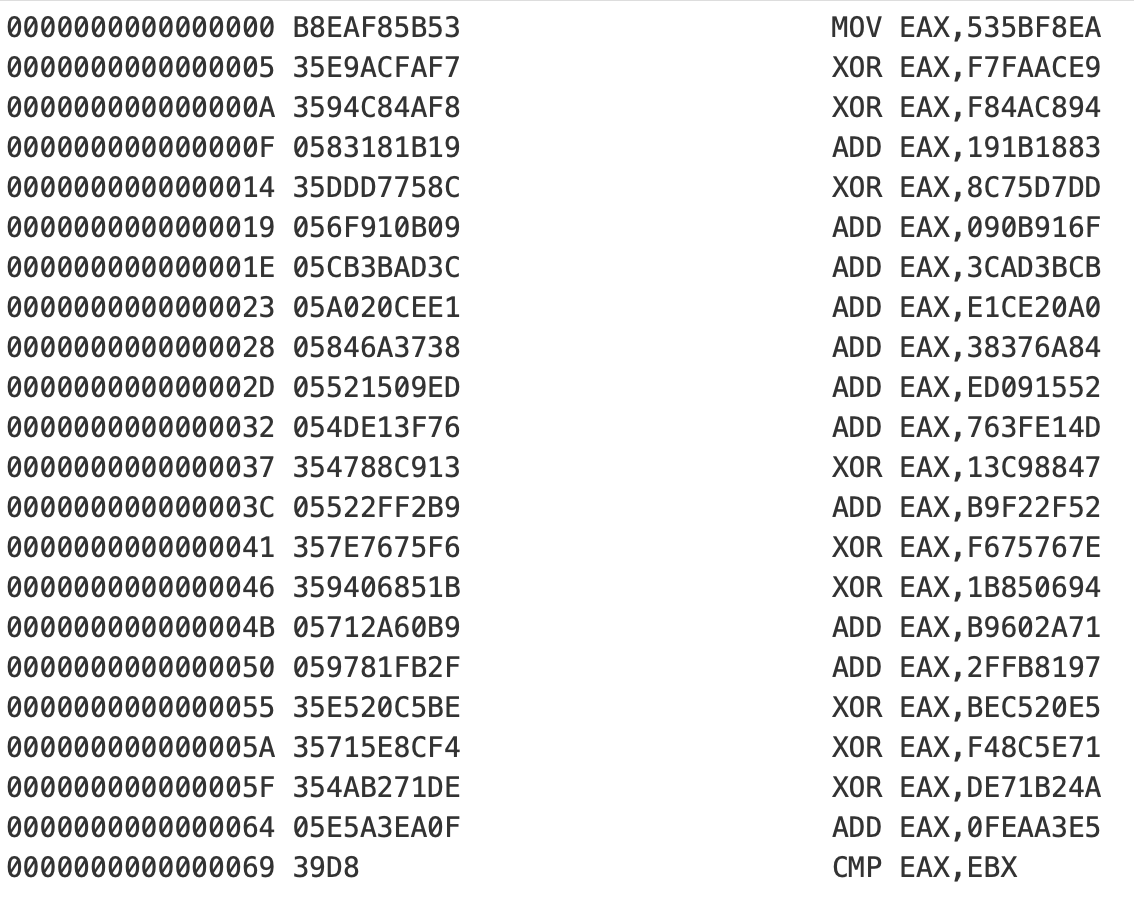 0000000000000000 B8EAF85B53 MOV EAX,535BF8EA
0000000000000005 35E9ACFAF7 XOR EAX,F7FAACE9
000000000000000A 3594C84AF8 XOR EAX,F84AC894
000000000000000F 0583181B19 ADD EAX,191B1883
0000000000000014 35DDD7758C XOR EAX,8C75D7DD
0000000000000019 056F910B09 ADD EAX,090B916F
000000000000001E 05CB3BAD3C ADD EAX,3CAD3BCB
0000000000000023 05A020CEE1 ADD EAX,E1CE20A0
0000000000000028 05846A3738 ADD EAX,38376A84
000000000000002D 05521509ED ADD EAX,ED091552
0000000000000032 054DE13F76 ADD EAX,763FE14D
0000000000000037 354788C913 XOR EAX,13C98847
000000000000003C 05522FF2B9 ADD EAX,B9F22F52
0000000000000041 357E7675F6 XOR EAX,F675767E
0000000000000046 359406851B XOR EAX,1B850694
000000000000004B 05712A60B9 ADD EAX,B9602A71
0000000000000050 059781FB2F ADD EAX,2FFB8197
0000000000000055 35E520C5BE XOR EAX,BEC520E5
000000000000005A 35715E8CF4 XOR EAX,F48C5E71
000000000000005F 354AB271DE XOR EAX,DE71B24A
0000000000000064 05E5A3EA0F ADD EAX,0FEAA3E5
0000000000000069 39D8 CMP EAX,EBX